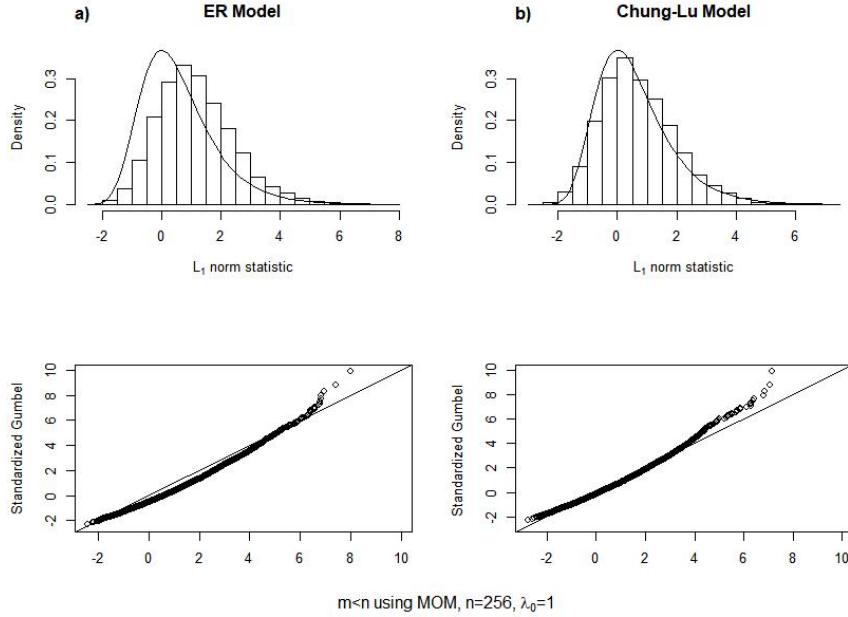 a) ER Model
b) Chung-Lu Model
Density
0.0 0.1 0.2 0.3
-2 0 2 4 6 8
L₁ norm statistic
Density
0.0 0.1 0.2 0.3
-2 0 2 4 6
L₁ norm statistic
Standardized Gumbel
-2 0 2 4 6 8 10
-2 0 2 4 6 8 10
Standardized Gumbel
-2 0 2 4 6 8 10
-2 0 2 4 6 8 10
m<n using MOM, n=256, λ₀=1